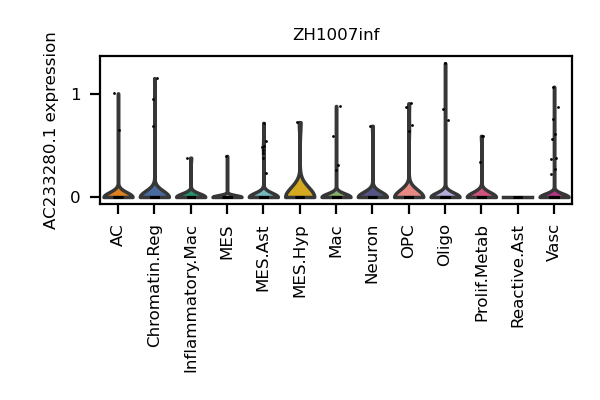 ZH1007inf
AC233280.1 expression
1
0
AC
Chromatin.Reg
Inflammatory.Mac
MES
MES.Ast
MES.Hyp
Mac
Neuron
OPC
Oligo
Prolif.Metab
Reactive.Ast
Vasc